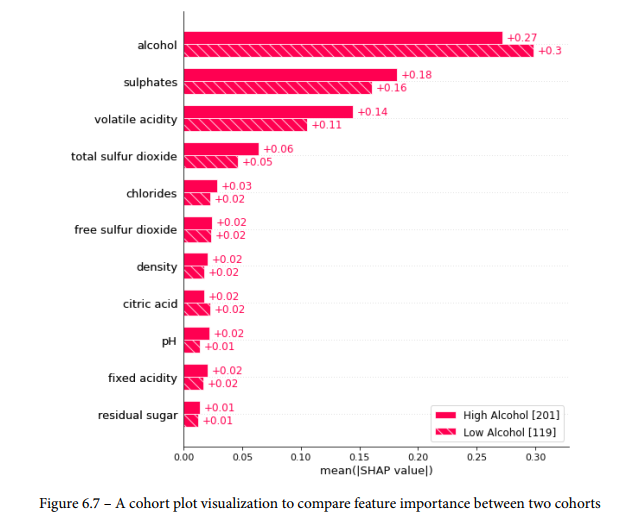 alcohol
+0.27
+0.3
sulphates
+0.18
+0.16
volatile acidity
+0.14
+0.11
total sulfur dioxide
+0.06
+0.05
chlorides
+0.03
+0.02
free sulfur dioxide
+0.02
+0.02
density
+0.02
+0.02
citric acid
+0.02
+0.02
pH
+0.02
+0.01
fixed acidity
+0.02
+0.02
residual sugar
+0.01
+0.01
High Alcohol [201]
Low Alcohol [119]
0.00 0.05 0.10 0.15 0.20 0.25 0.30
mean(|SHAP value|)
Figure 6.7 – A cohort plot visualization to compare feature importance between two cohorts